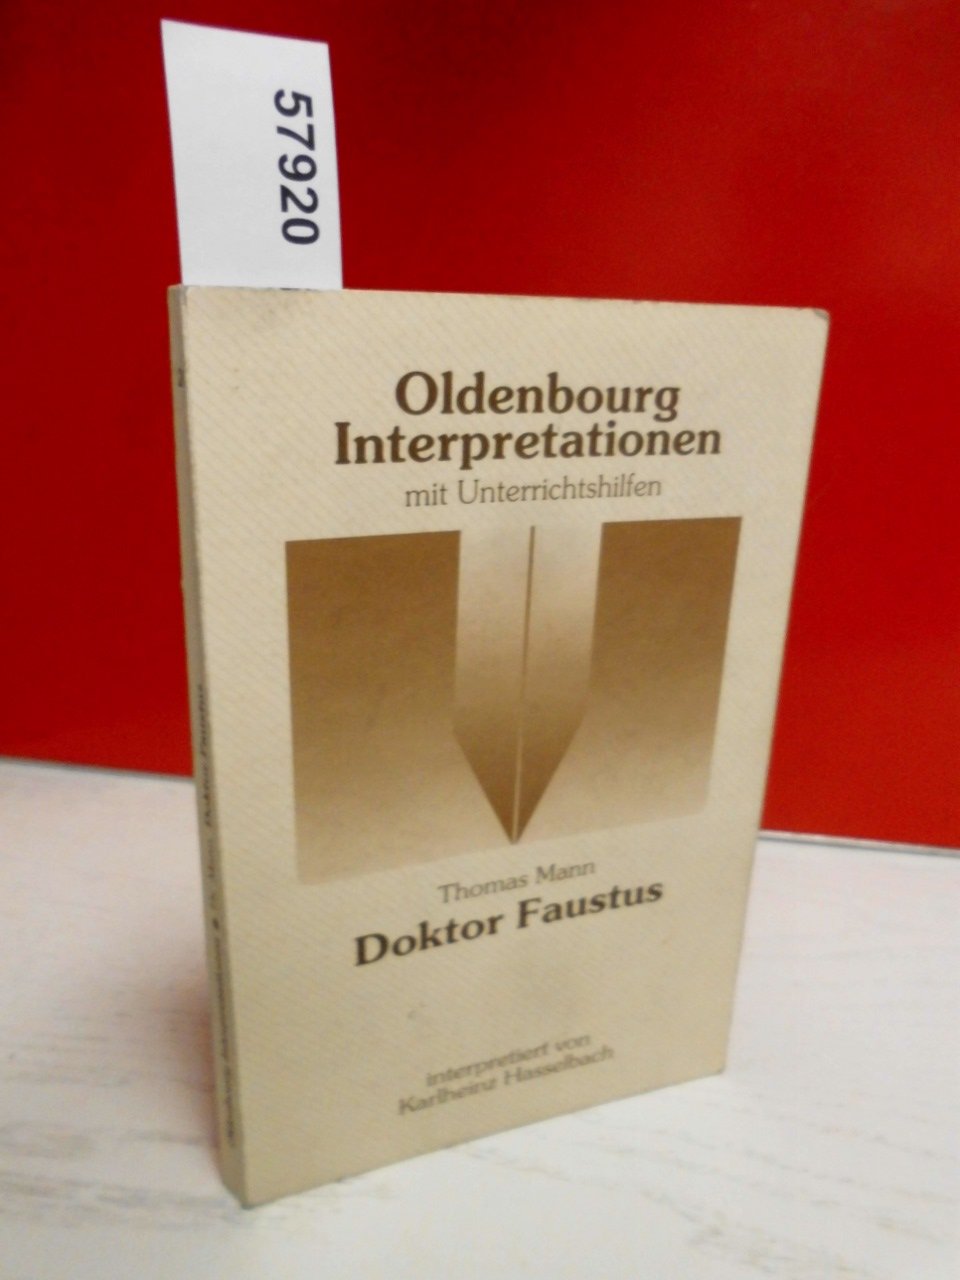 57920
Oldenbourg
Interpretationen
mit Unterrichtshilfen
Thomas Mann
Doktor Faustus
interpretiert von
Karlheinz Hasselbach